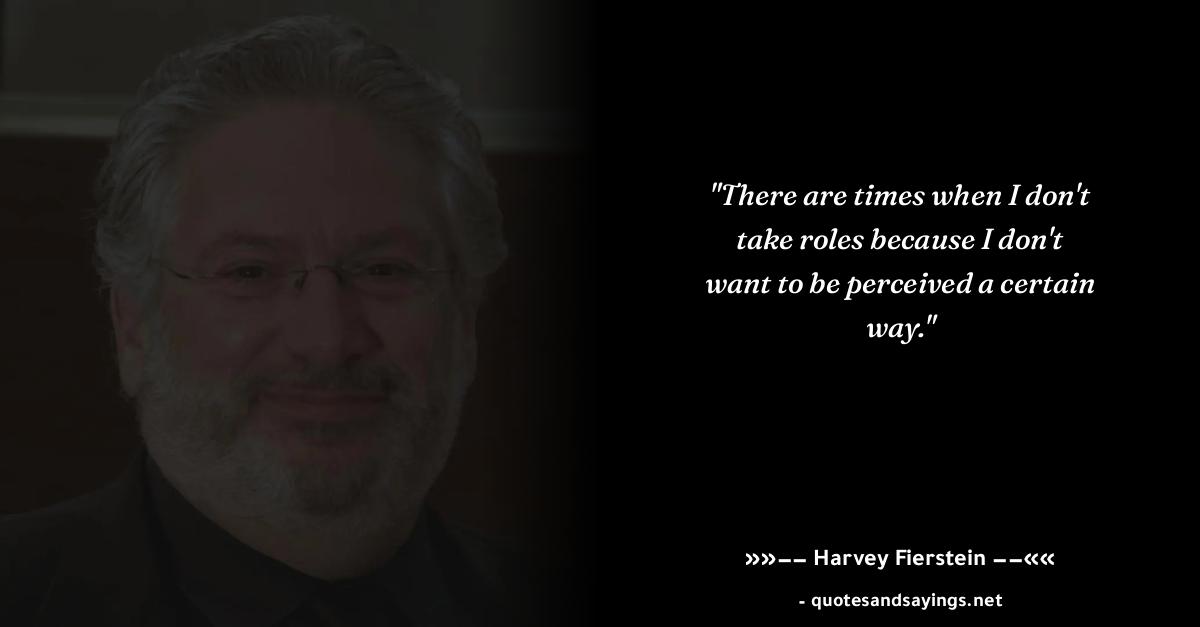 "There are times when I don't
take roles because I don't
want to be perceived a certain
way."
»»−− Harvey Fierstein −−««
- quotesandsayings.net